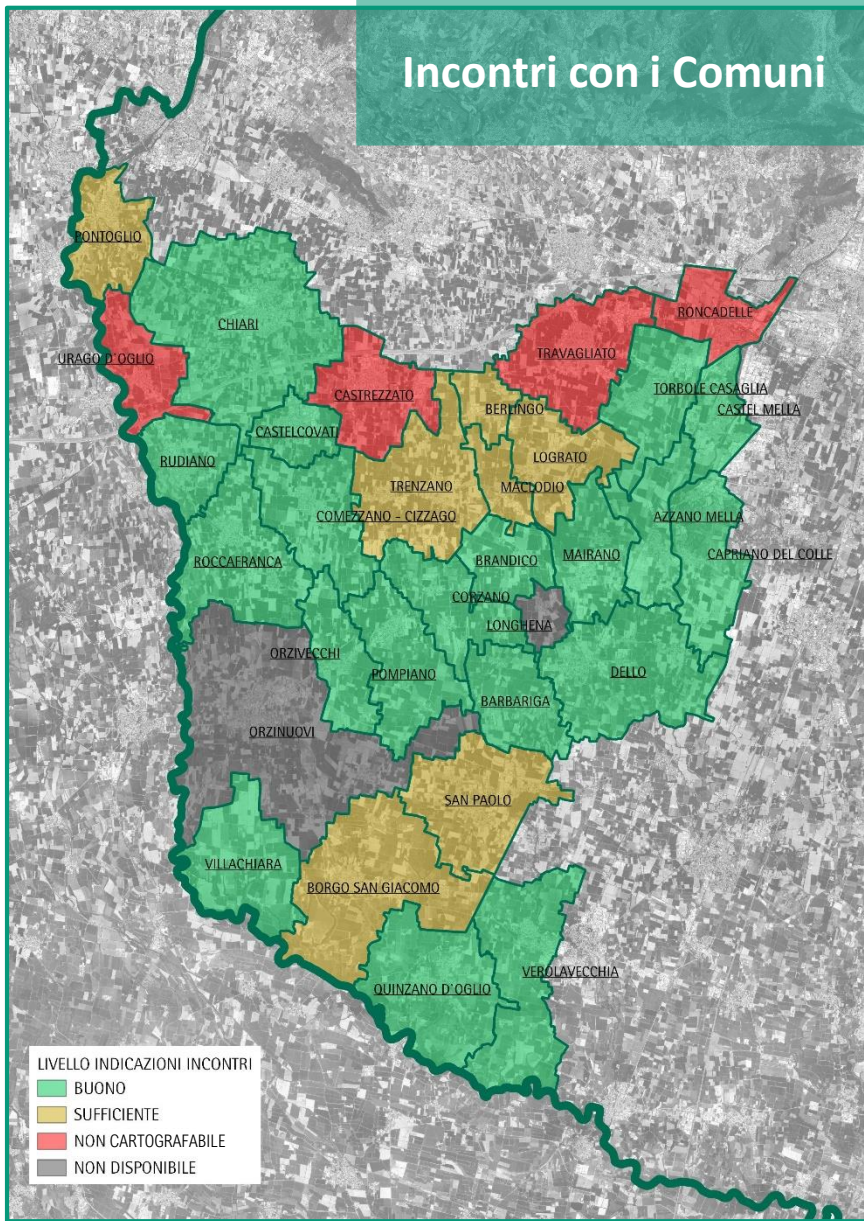 Incontri con i Comuni
PONTOGLIO
CHIARI
RONCADELLE
URAGO D'OGLIO
TRAVAGLIATO
CASTREZZATO
TORBOLE CASAGLIA
BERLINGO
CASTEL MELLA
CASTELCOVATI
LOGRATO
RUDIANO
TRENZANO
MACLODIO
COMEZZANO - CIZZAGO
AZZANO MELLA
ROCCAFRANCA
BRANDICO
MAIRANO
CAPRIANO DEL COLLE
CORZANO
LONGHENA
ORZIVECCHI
POMPIANO
DELLO
BARBARIGA
ORZINUOVI
SAN PAOLO
VILLACHIARA
BORGO SAN GIACOMO
VEROLAVECCHIA
QUINZANO D'OGLIO
LIVELLO INDICAZIONI INCONTRI
BUONO
SUFFICIENTE
NON CARTOGRAFABILE
NON DISPONIBILE